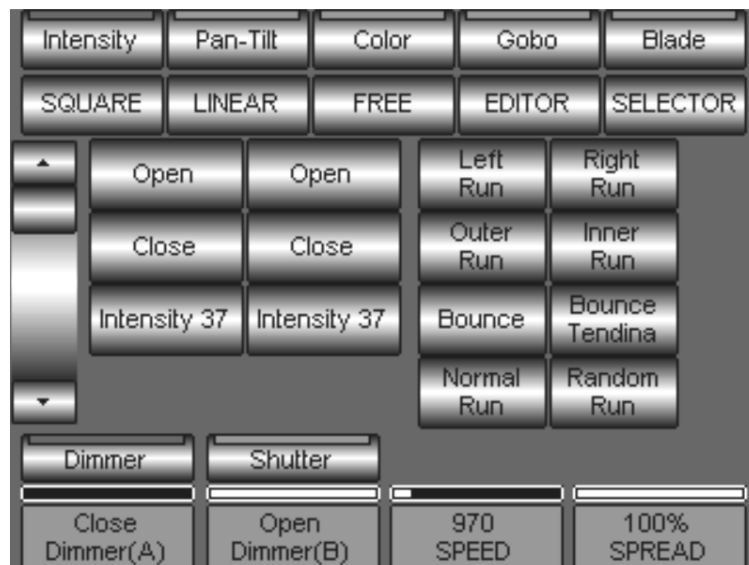 Intensity Pan-Tilt Color Gobo Blade
SQUARE LINEAR FREE EDITOR SELECTOR
Open Open Left Run Right Run
Close Close Outer Run Inner Run
Intensity 37 Intensity 37 Bounce Bounce Tendina
Normal Run Random Run
Dimmer Shutter
Close Open 970 100%
Dimmer(A) Dimmer(B) SPEED SPREAD